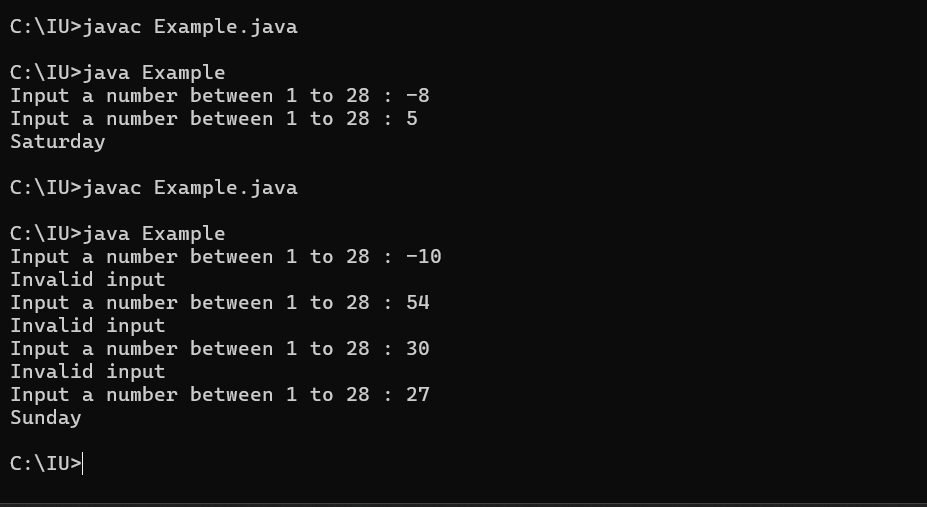 C:\IU>javac Example.java
C:\IU>java Example
Input a number between 1 to 28 : -8
Input a number between 1 to 28 : 5
Saturday
C:\IU>javac Example.java
C:\IU>java Example
Input a number between 1 to 28 : -10
Invalid input
Input a number between 1 to 28 : 54
Invalid input
Input a number between 1 to 28 : 30
Invalid input
Input a number between 1 to 28 : 27
Sunday
C:\IU>